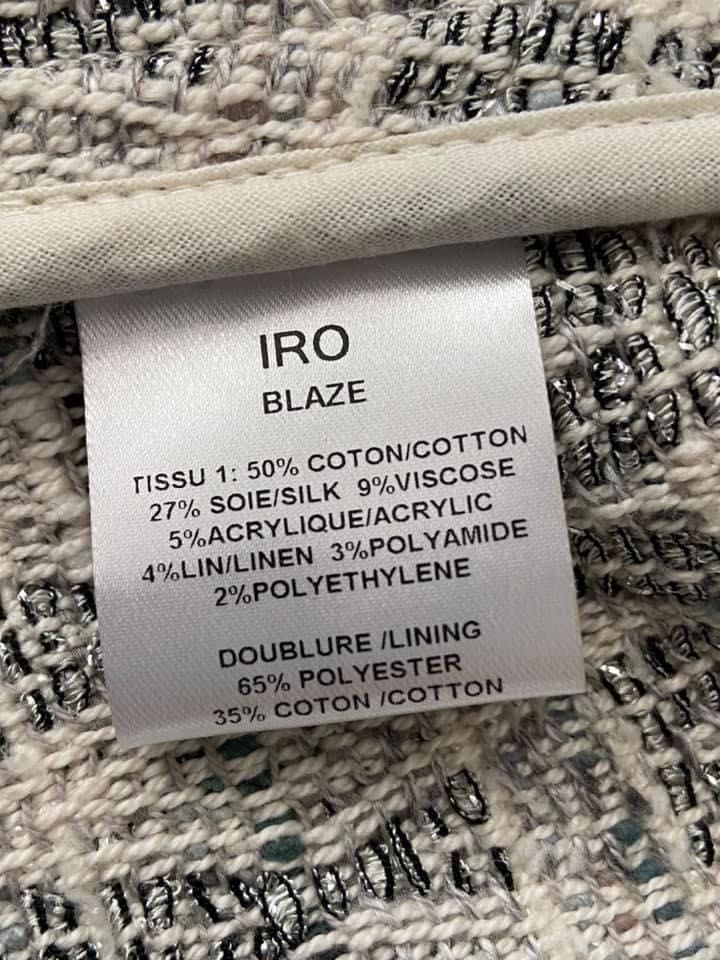 IRO
BLAZE
TISSU 1: 50% COTON/COTTON
27% SOIE/SILK 9%VISCOSE
5%ACRYLIQUE/ACRYLIC
4%LIN/LINEN 3%POLYAMIDE
2%POLYETHYLENE
DOUBLURE /LINING
65% POLYESTER
35% COTON /COTTON